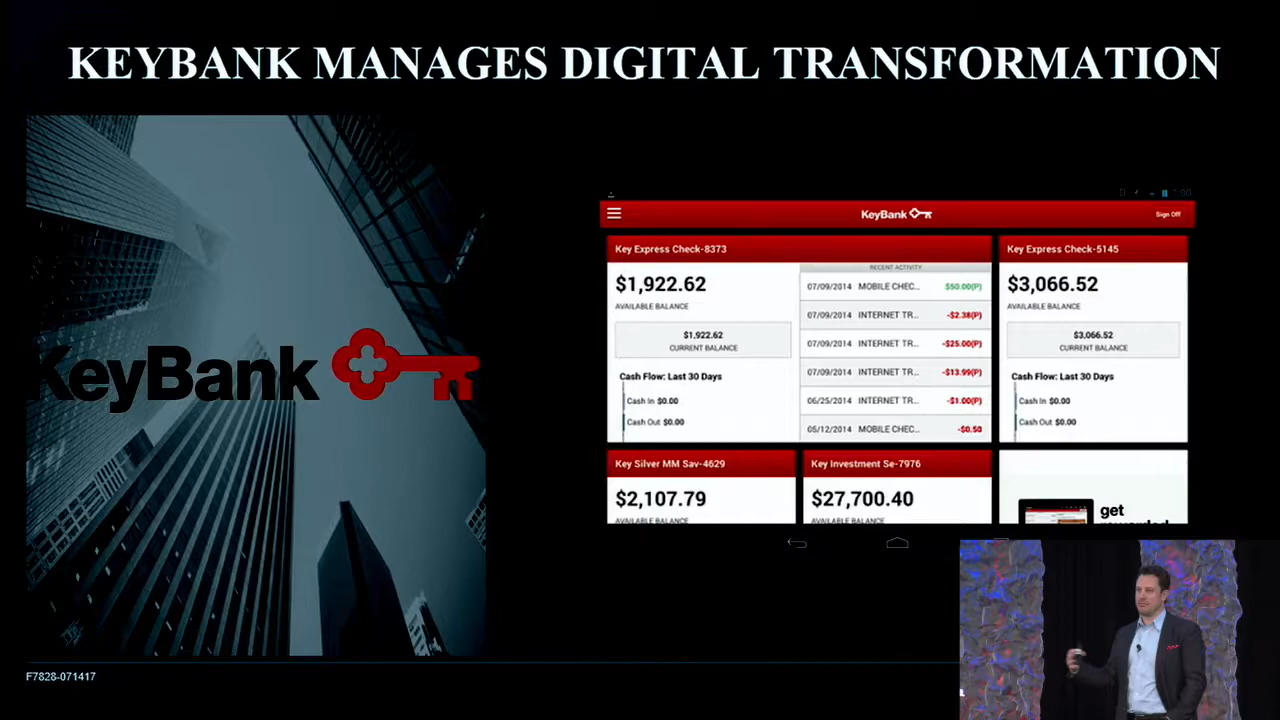 KEYBANK MANAGES DIGITAL TRANSFORMATION
KeyBank
KeyBank
Sign Off
Key Express Check-8373
$1,922.62
AVAILABLE BALANCE
$1,922.62
CURRENT BALANCE
Cash Flow: Last 30 Days
Cash In $0.00
Cash Out $0.00
RECENT ACTIVITY
07/09/2014 MOBILE CHEC... $50.00(P)
07/09/2014 INTERNET TR... -$2.38(P)
07/09/2014 INTERNET TR... -$25.00(P)
07/09/2014 INTERNET TR... -$13.99(P)
06/25/2014 INTERNET TR... -$1.00(P)
05/12/2014 MOBILE CHEC... -$0.50
Key Express Check-5145
$3,066.52
AVAILABLE BALANCE
$3,066.52
CURRENT BALANCE
Cash Flow: Last 30 Days
Cash In $0.00
Cash Out $0.00
Key Silver MM Sav-4629
$2,107.79
AVAILABLE BALANCE
Key Investment Se-7976
$27,700.40
AVAILABLE BALANCE
get
rewarded
F7828-071417